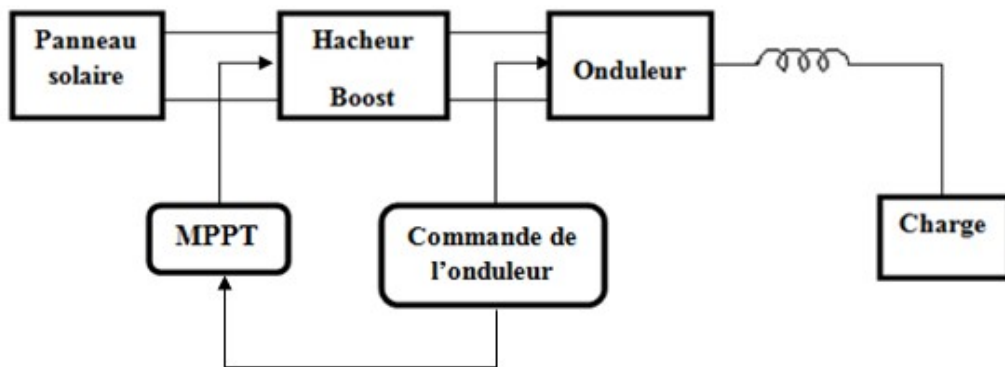 Panneau
solaire
Hacheur
Boost
Onduleur
MPPT
Commande de
l'onduleur
Charge